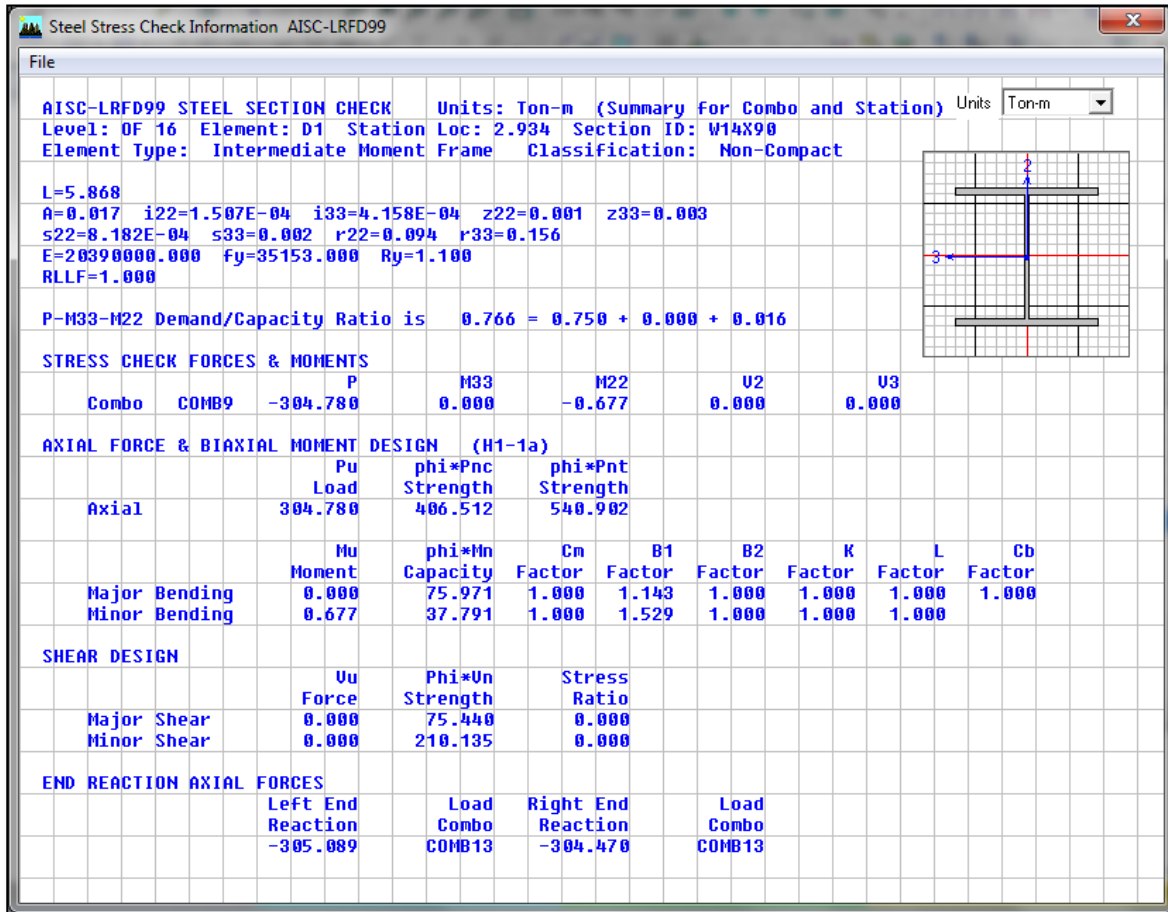 Steel Stress Check Information AISC-LRFD99
File
AISC-LRFD99 STEEL SECTION CHECK Units: Ton-m (Summary for Combo and Station) Units Ton-m
Level: OF 16 Element: D1 Station Loc: 2.934 Section ID: W14X90
Element Type: Intermediate Moment Frame Classification: Non-Compact
L=5.868
A=0.017 i22=1.507E-04 i33=4.158E-04 z22=0.001 z33=0.003
s22=8.182E-04 s33=0.002 r22=0.094 r33=0.156
E=20390000.000 fy=35153.000 Ry=1.100
RLLF=1.000
2
3
P-M33-M22 Demand/Capacity Ratio is 0.766 = 0.750 + 0.000 + 0.016
STRESS CHECK FORCES & MOMENTS
P M33 M22 V2 V3
Combo COMB9 -304.780 0.000 -0.677 0.000 0.000
AXIAL FORCE & BIAXIAL MOMENT DESIGN (H1-1a)
Pu phi*Pnc phi*Pnt
Load Strength Strength
Axial 304.780 406.512 540.902
Mu phi*Mn Cm B1 B2 K L Cb
Moment Capacity Factor Factor Factor Factor Factor Factor
Major Bending 0.000 75.971 1.000 1.143 1.000 1.000 1.000 1.000
Minor Bending 0.677 37.791 1.000 1.529 1.000 1.000 1.000
SHEAR DESIGN
Vu Phi*Vn Stress
Force Strength Ratio
Major Shear 0.000 75.440 0.000
Minor Shear 0.000 210.135 0.000
END REACTION AXIAL FORCES
Left End Load Right End Load
Reaction Combo Reaction Combo
-305.089 COMB13 -304.470 COMB13